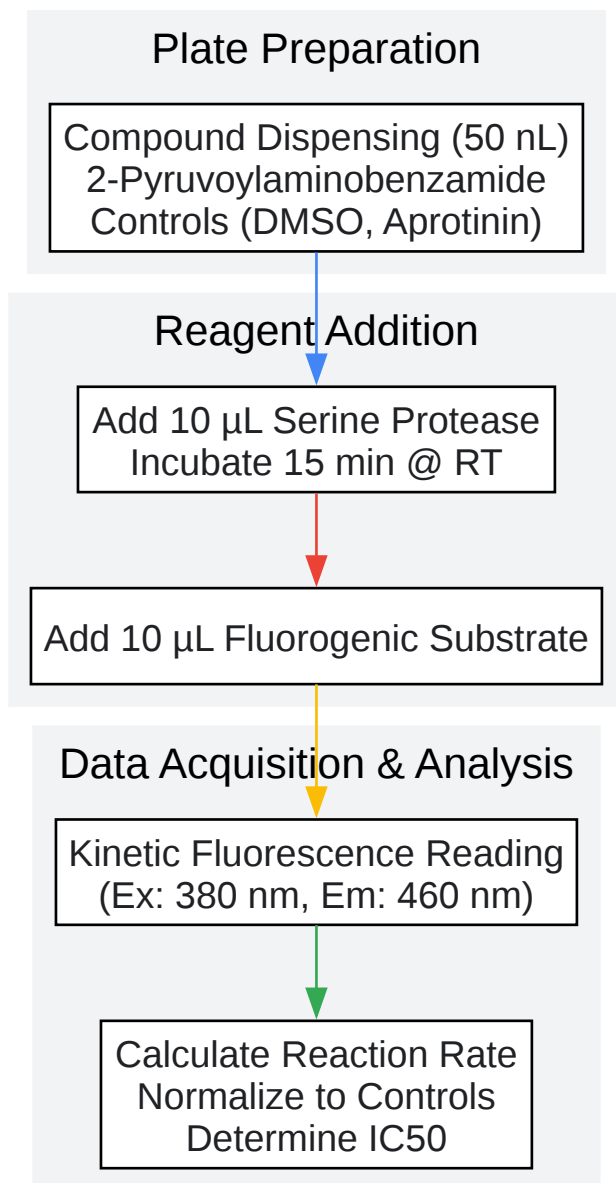 Plate Preparation
Compound Dispensing (50 nL)
2-Pyruvoylaminobenzamide
Controls (DMSO, Aprotinin)
Reagent Addition
Add 10 µL Serine Protease
Incubate 15 min @ RT
Add 10 µL Fluorogenic Substrate
Data Acquisition & Analysis
Kinetic Fluorescence Reading
(Ex: 380 nm, Em: 460 nm)
Calculate Reaction Rate
Normalize to Controls
Determine IC50